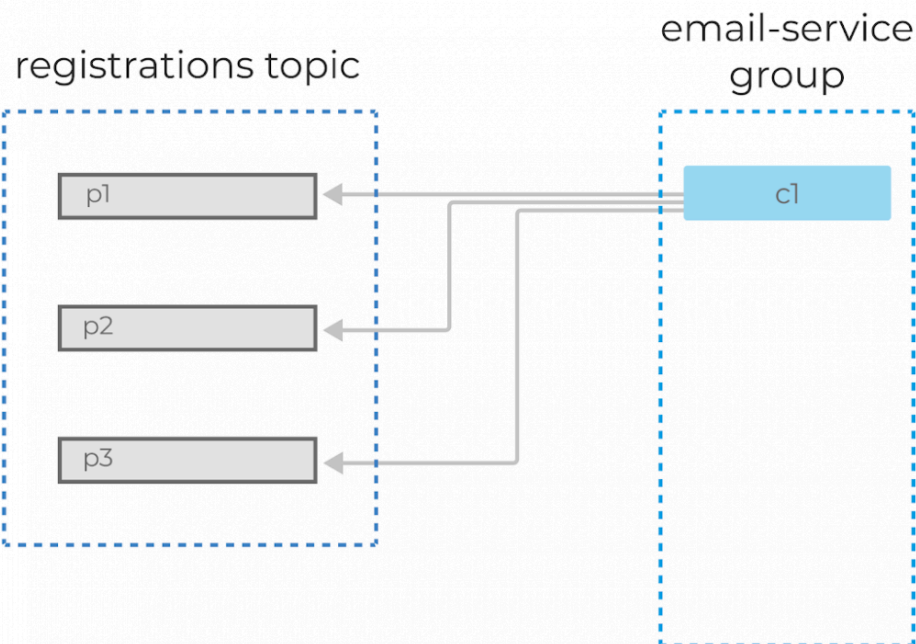 registrations topic
p1
p2
p3
email-service
group
c1